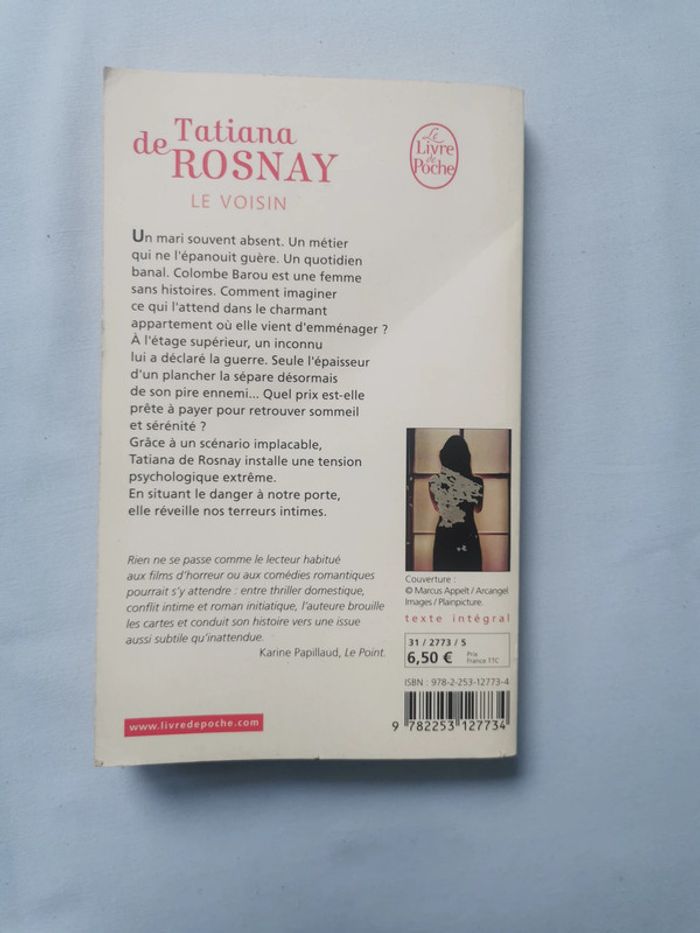 Tatiana
de ROSNAY
LE VOISIN
Le
Livre
de
Poche
Un mari souvent absent. Un métier
qui ne l'épanouit guère. Un quotidien
banal. Colombe Barou est une femme
sans histoires. Comment imaginer
ce qui l'attend dans le charmant
appartement où elle vient d'emménager ?
À l'étage supérieur, un inconnu
lui a déclaré la guerre. Seule l'épaisseur
d'un plancher la sépare désormais
de son pire ennemi... Quel prix est-elle
prête à payer pour retrouver sommeil
et sérénité ?
Grâce à un scénario implacable,
Tatiana de Rosnay installe une tension
psychologique extrême.
En situant le danger à notre porte,
elle réveille nos terreurs intimes.
Rien ne se passe comme le lecteur habitué
aux films d'horreur ou aux comédies romantiques
pourrait s'y attendre : entre thriller domestique,
conflit intime et roman initiatique, l'auteure brouille
les cartes et conduit son histoire vers une issue
aussi subtile qu'inattendue.
Karine Papillaud, Le Point.
www.livredepoche.com
Couverture :
© Marcus Appelt / Arcangel
Images / Plainpicture.
texte intégral
31 / 2773 / 5
6,50 € Prix
France TTC
ISBN : 978-2-253-12773-4
9 782253 127734